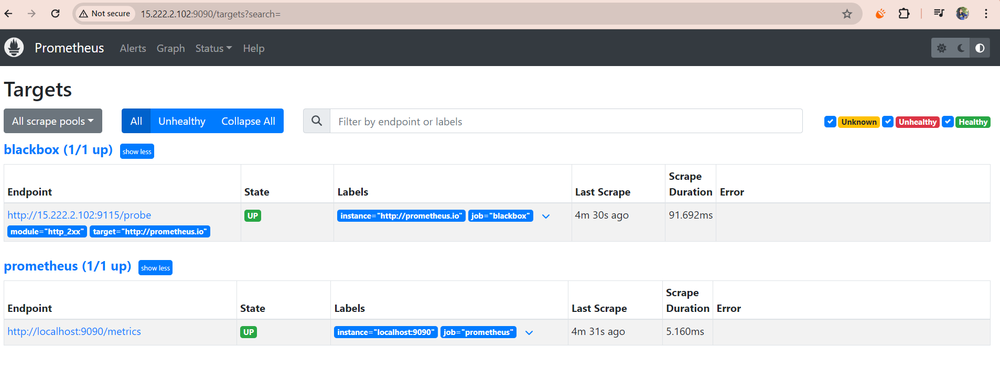 Not secure 15.222.2.102:9090/targets?search=
Prometheus Alerts Graph Status Help
Targets
All scrape pools All Unhealthy Collapse All Filter by endpoint or labels Unknown Unhealthy Healthy
blackbox (1/1 up) show less
Endpoint State Labels Last Scrape Scrape Duration Error
http://15.222.2.102:9115/probe UP instance="http://prometheus.io" job="blackbox" 4m 30s ago 91.692ms
module="http_2xx" target="http://prometheus.io"
prometheus (1/1 up) show less
Endpoint State Labels Last Scrape Scrape Duration Error
http://localhost:9090/metrics UP instance="localhost:9090" job="prometheus" 4m 31s ago 5.160ms